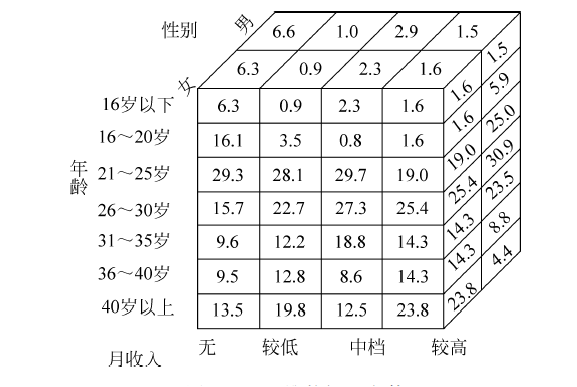 性别 男 6.6 1.0 2.9 1.5
女 6.3 0.9 2.3 1.6 1.5
16岁以下 6.3 0.9 2.3 1.6 1.6 5.9
16～20岁 16.1 3.5 0.8 1.6 1.6 25.0
21～25岁 29.3 28.1 29.7 19.0 19.0 30.9
26～30岁 15.7 22.7 27.3 25.4 25.4 23.5
31～35岁 9.6 12.2 18.8 14.3 14.3 8.8
36～40岁 9.5 12.8 8.6 14.3 14.3 4.4
40岁以上 13.5 19.8 12.5 23.8 23.8
年龄
月收入 无 较低 中档 较高